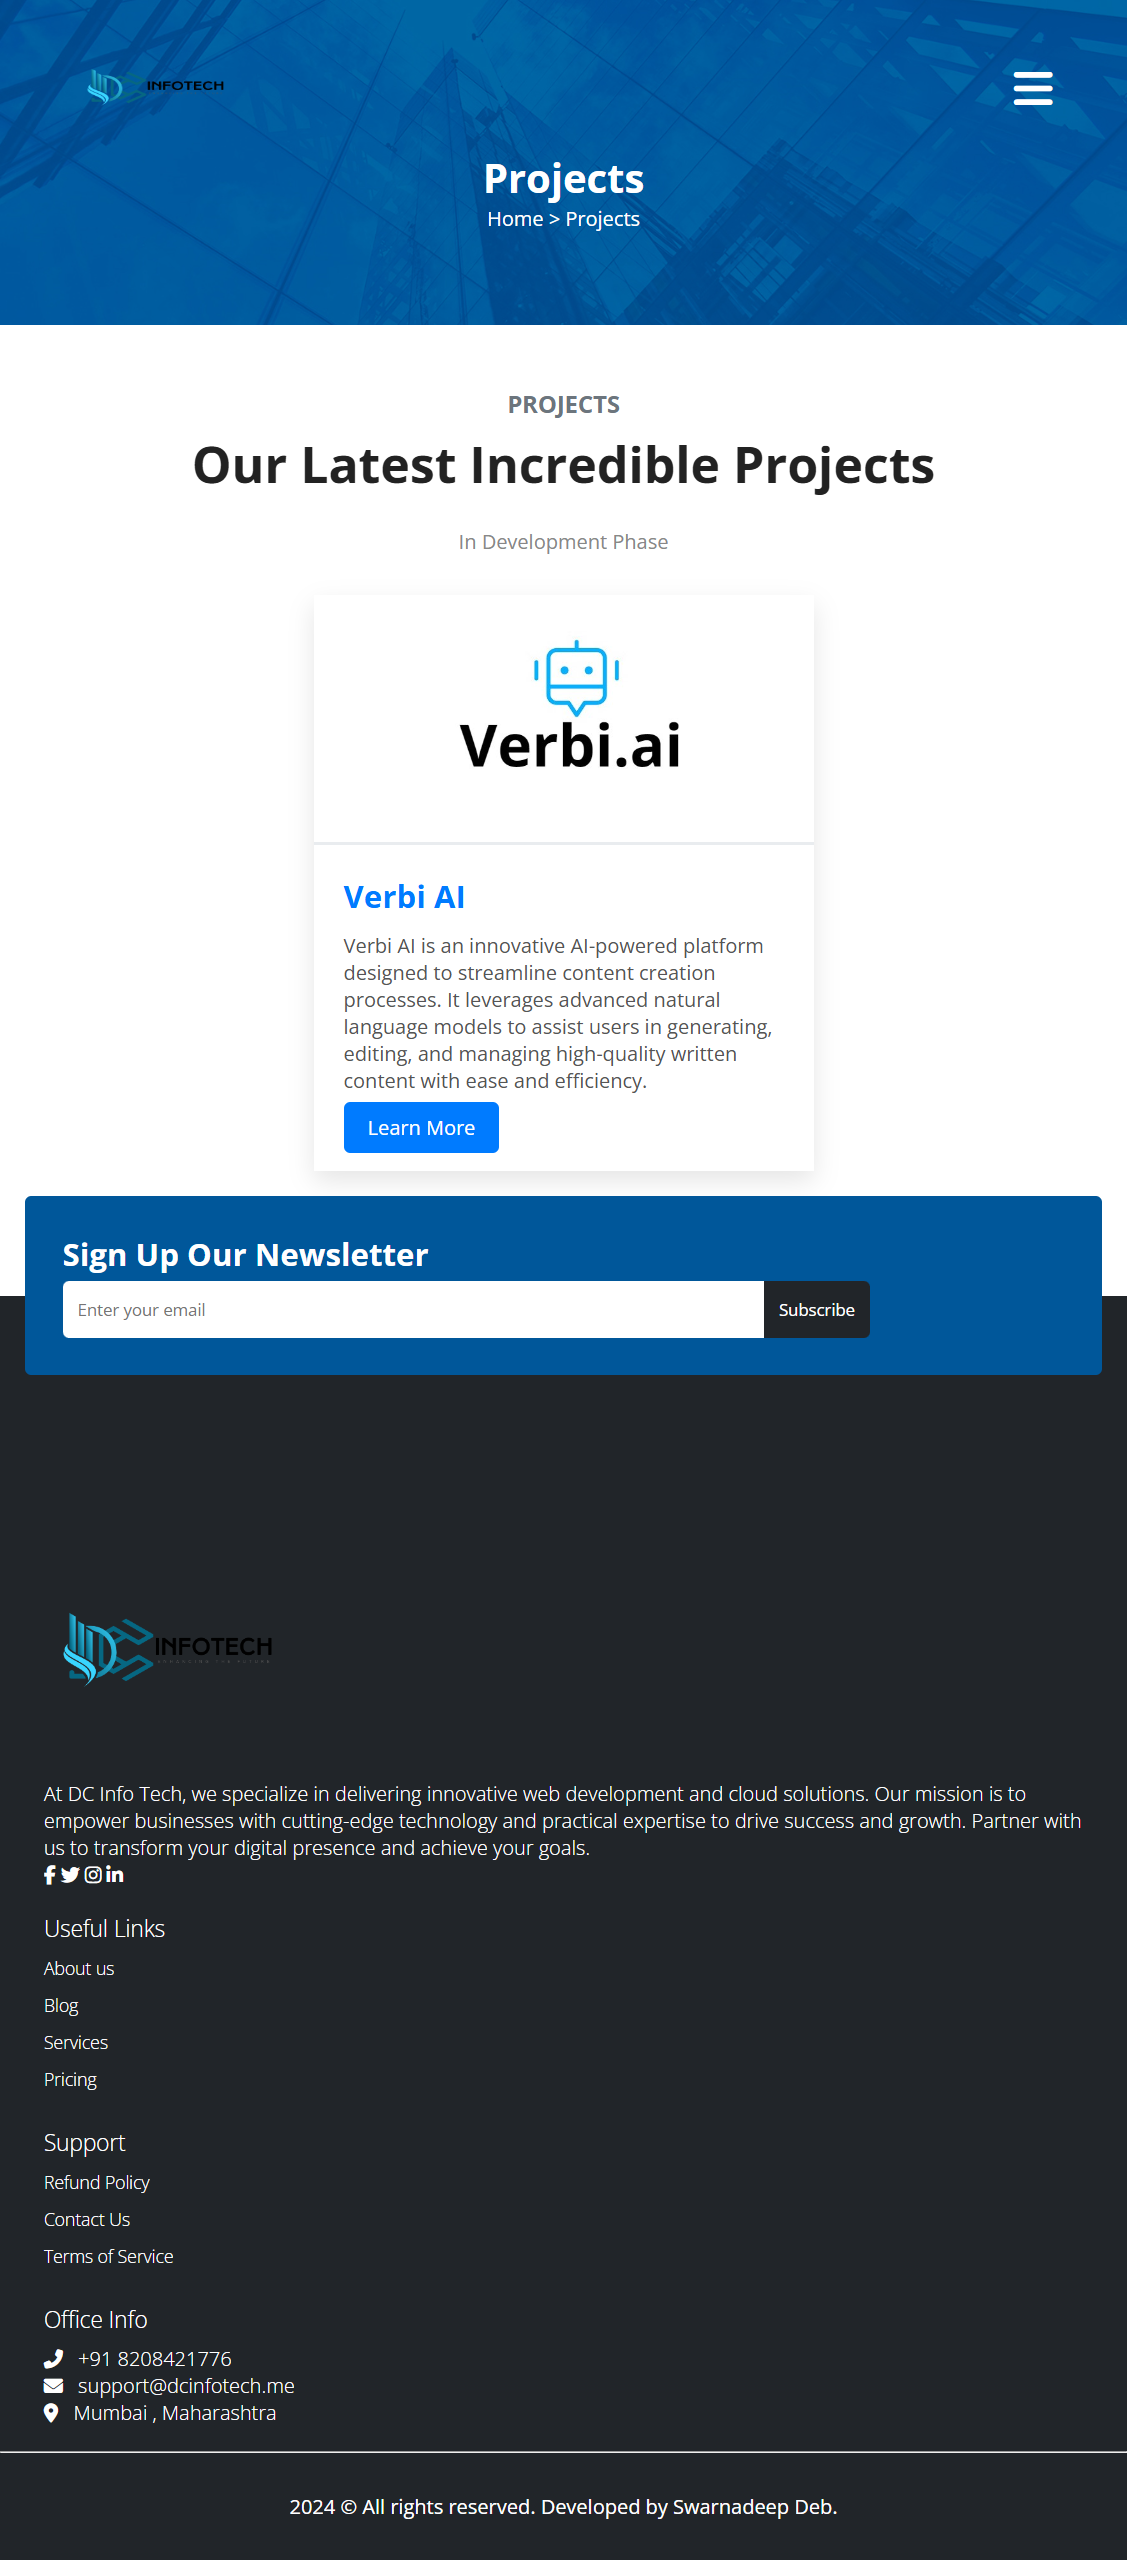 INFOTECH
Projects
Home > Projects
PROJECTS
Our Latest Incredible Projects
In Development Phase
Verbi.ai
Verbi AI
Verbi AI is an innovative AI-powered platform
designed to streamline content creation
processes. It leverages advanced natural
language models to assist users in generating,
editing, and managing high-quality written
content with ease and efficiency.
Learn More
Sign Up Our Newsletter
Enter your email
Subscribe
INFOTECH
At DC Info Tech, we specialize in delivering innovative web development and cloud solutions. Our mission is to
empower businesses with cutting-edge technology and practical expertise to drive success and growth. Partner with
us to transform your digital presence and achieve your goals.
Useful Links
About us
Blog
Services
Pricing
Support
Refund Policy
Contact Us
Terms of Service
Office Info
+91 8208421776
support@dcinfotech.me
Mumbai , Maharashtra
2024 © All rights reserved. Developed by Swarnadeep Deb.